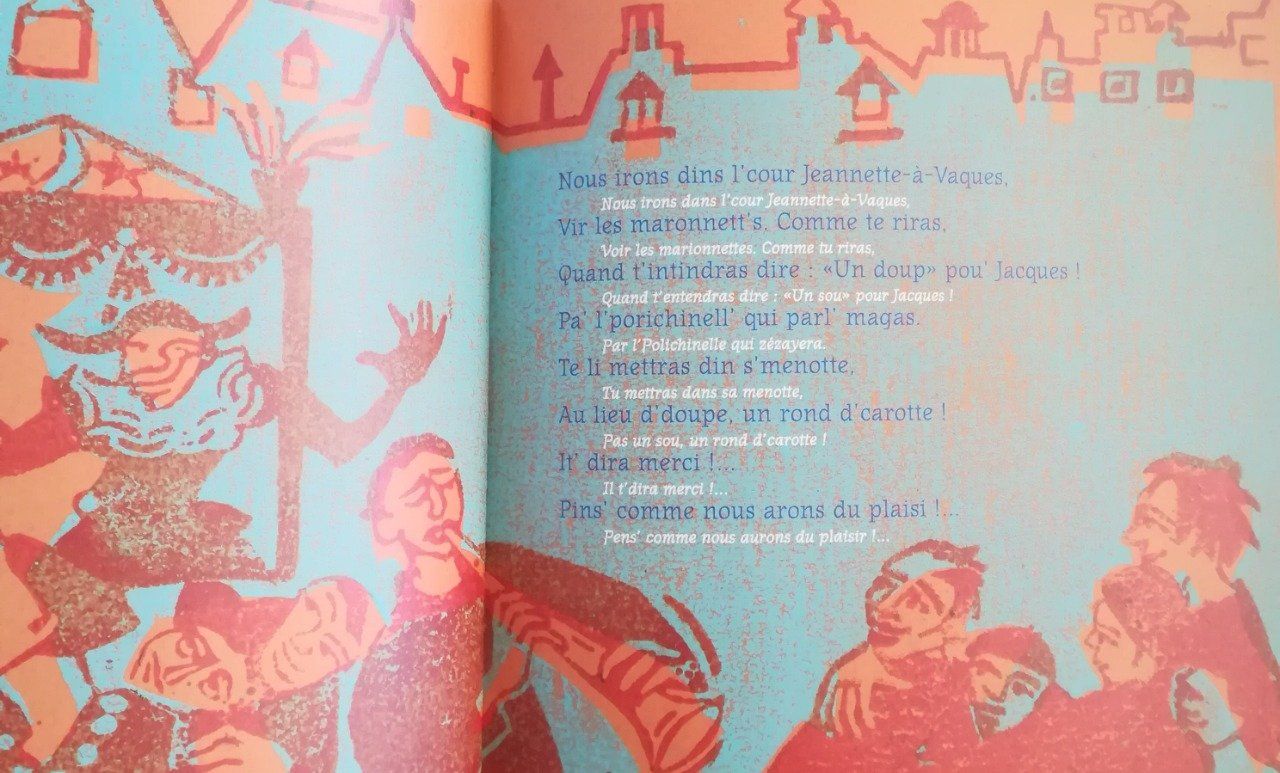 Nous irons dins l'cour Jeannette-à-Vaques,
Nous irons dans l'cour Jeannette-à-Vaques,
Vir les maronnett's. Comme te riras,
Voir les marionnettes. Comme tu riras,
Quand t'intindras dire : «Un doup» pou' Jacques !
Quand t'entendras dire : «Un sou» pour Jacques !
Pa' l'porichinell' qui parl' magas.
Par l'Polichinelle qui zézayera.
Te li mettras din s'menotte,
Tu mettras dans sa menotte,
Au lieu d'doupe, un rond d'carotte !
Pas un sou, un rond d'carotte !
It' dira merci !...
Il t'dira merci !...
Pins' comme nous arons du plaisi !...
Pens' comme nous aurons du plaisir !...